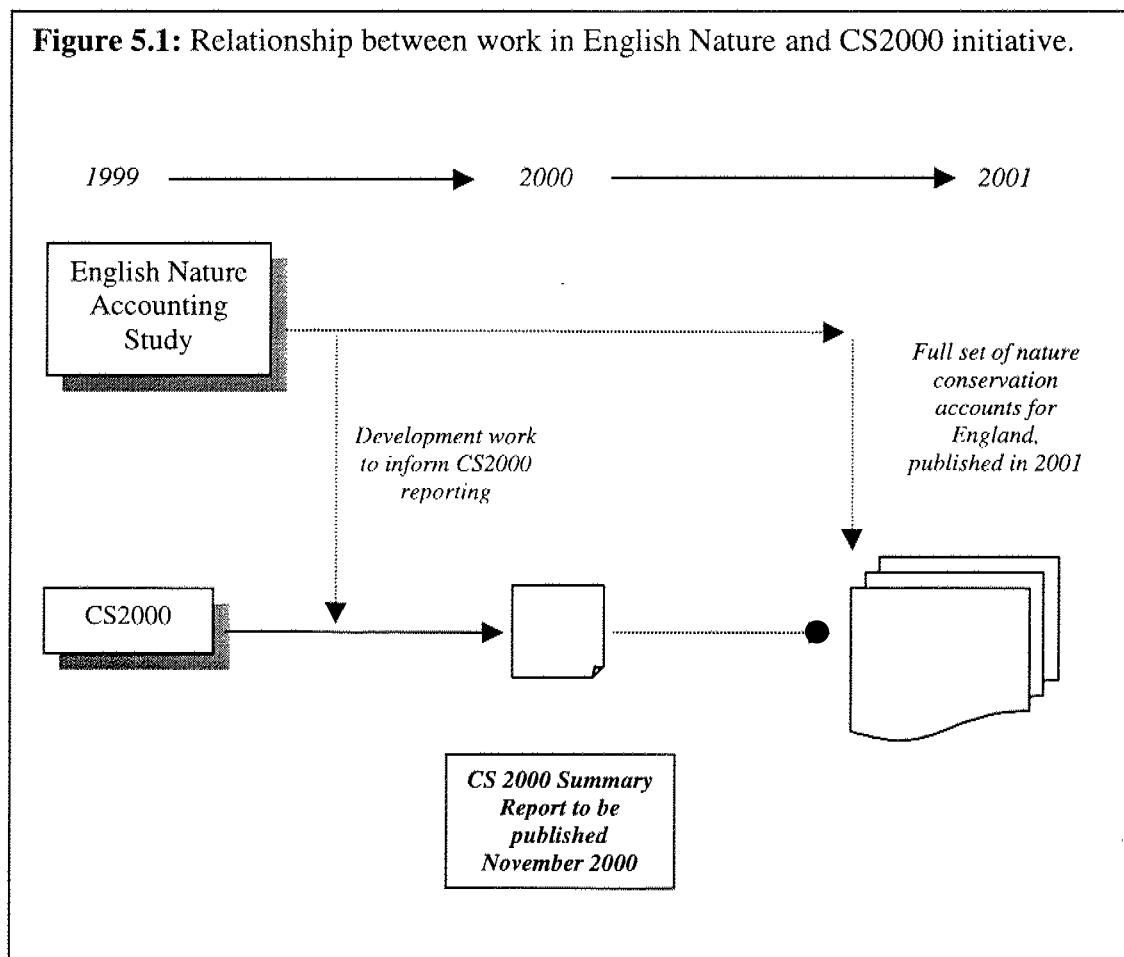 Figure 5.1: Relationship between work in English Nature and CS2000 initiative.
1999
2000
2001
English Nature
Accounting
Study
Development work
to inform CS2000
reporting
Full set of nature
conservation
accounts for
England,
published in 2001
CS2000
CS 2000 Summary
Report to be
published
November 2000